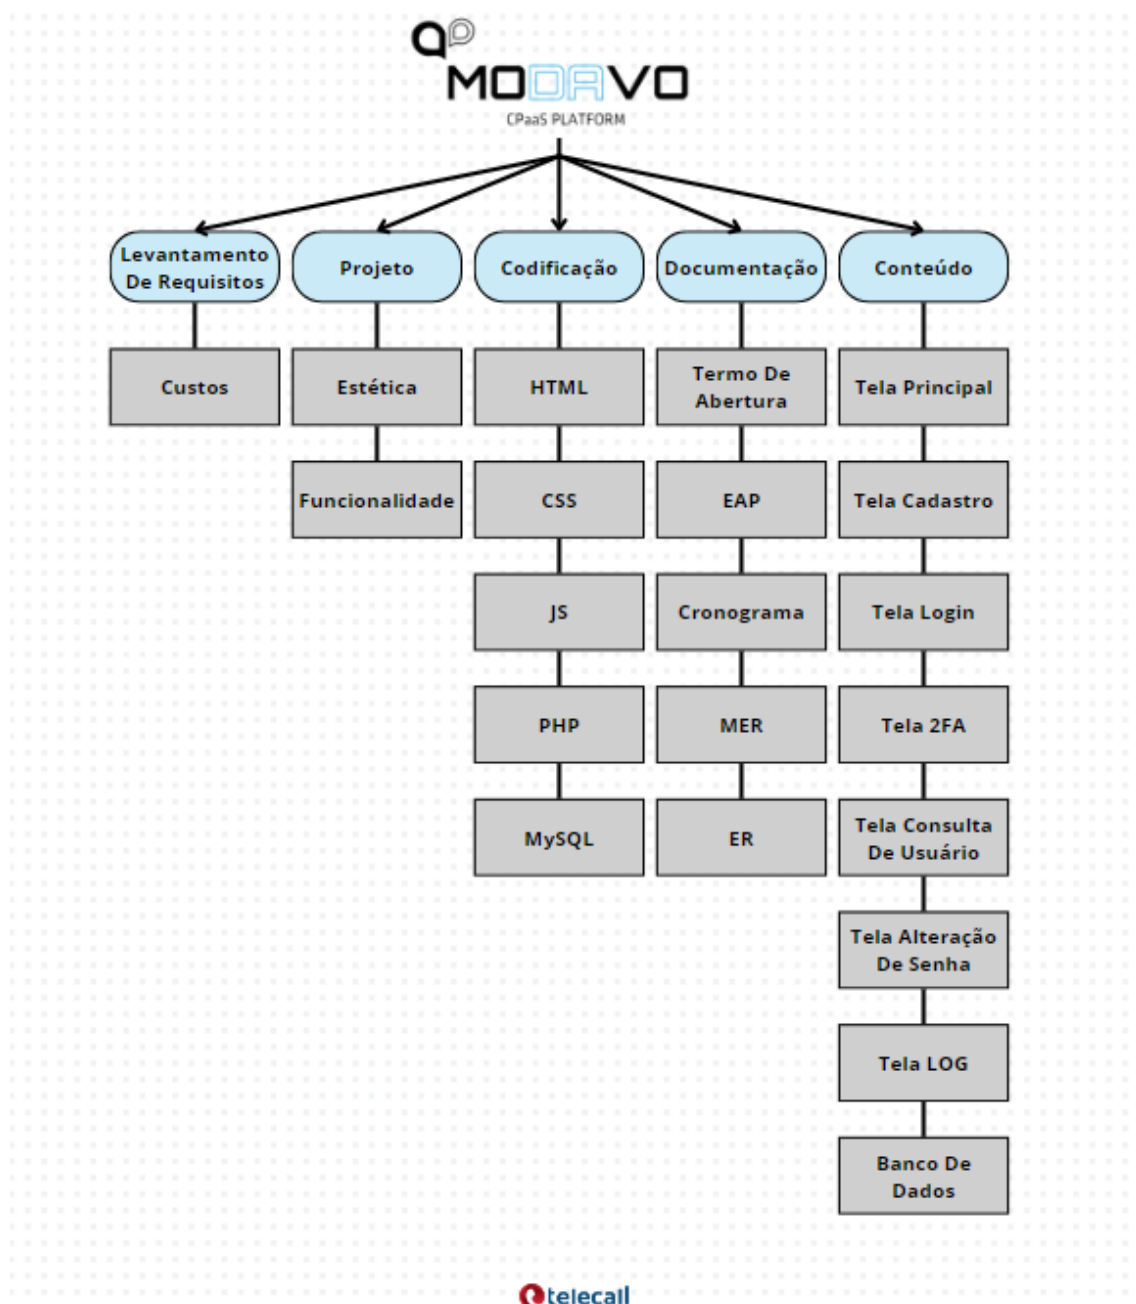 MODAVO
CPaaS PLATFORM
Levantamento
De Requisitos
Projeto
Codificação
Documentação
Conteúdo
Custos
Estética
HTML
Termo De
Abertura
Tela Principal
Funcionalidade
CSS
EAP
Tela Cadastro
JS
Cronograma
Tela Login
PHP
MER
Tela 2FA
MySQL
ER
Tela Consulta
De Usuário
Tela Alteração
De Senha
Tela LOG
Banco De
Dados
telecall